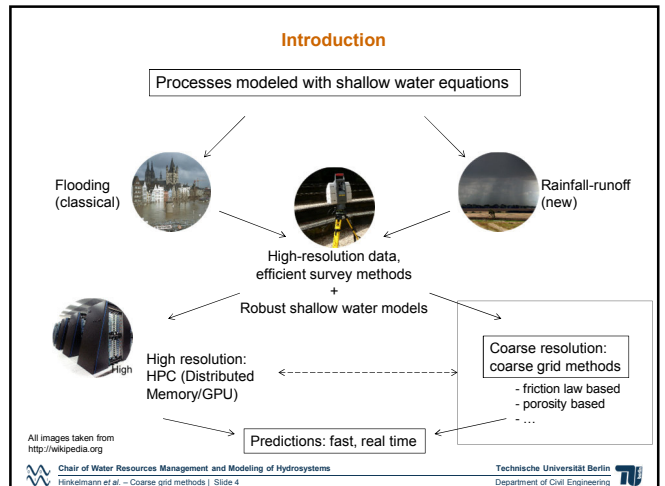 Introduction
Processes modeled with shallow water equations
Flooding
(classical)
Rainfall-runoff
(new)
High-resolution data,
efficient survey methods
+
Robust shallow water models
High
High resolution:
HPC (Distributed
Memory/GPU)
Coarse resolution:
coarse grid methods
- friction law based
- porosity based
- …
All images taken from
http://wikipedia.org
Predictions: fast, real time
Chair of Water Resources Management and Modeling of Hydrosystems
Hinkelmann et al. – Coarse grid methods | Slide 4
Technische Universität Berlin
Department of Civil Engineering